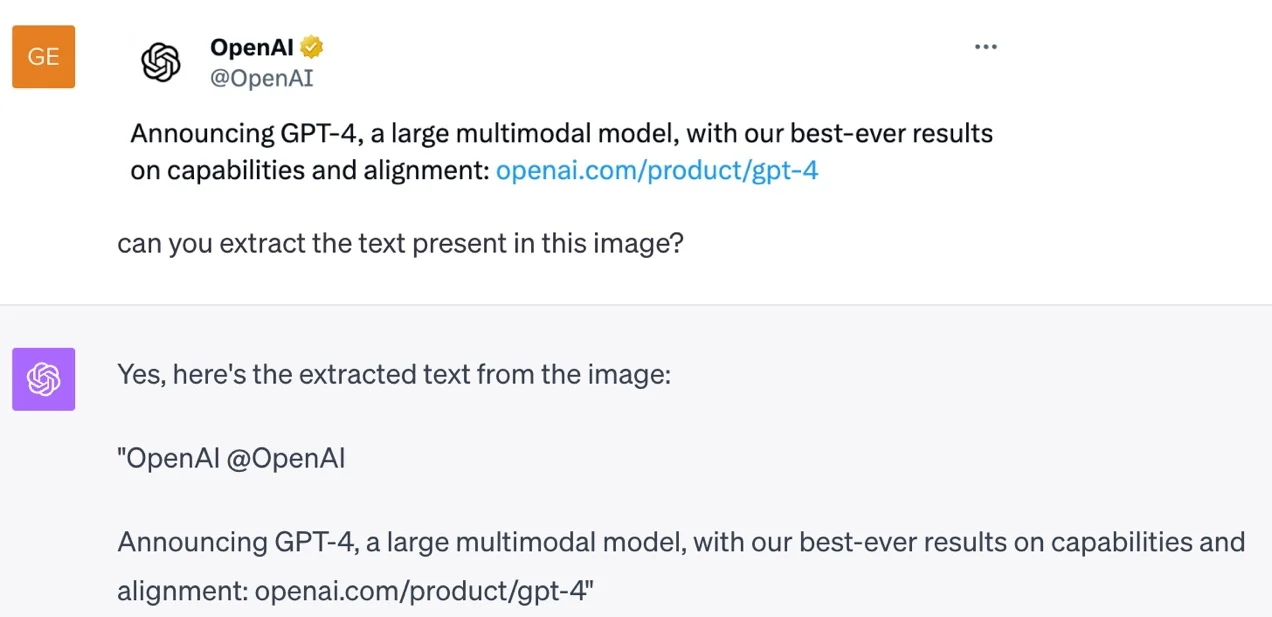 GE
OpenAI
@OpenAI
Announcing GPT-4, a large multimodal model, with our best-ever results
on capabilities and alignment: openai.com/product/gpt-4
can you extract the text present in this image?
Yes, here's the extracted text from the image:
"OpenAI @OpenAI
Announcing GPT-4, a large multimodal model, with our best-ever results on capabilities and
alignment: openai.com/product/gpt-4"